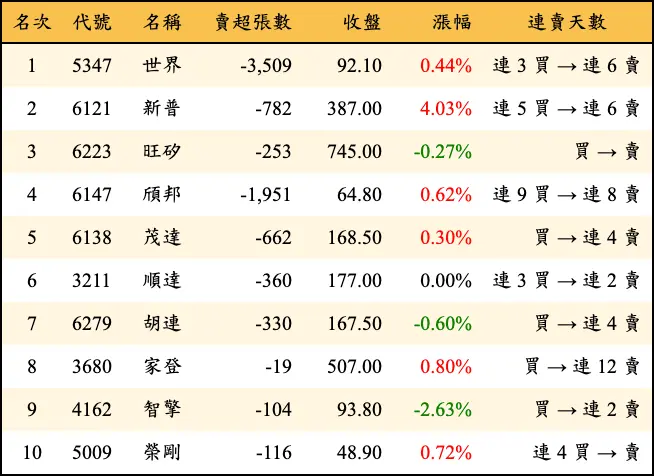 名次 代號 名稱 賣超張數 收盤 漲幅 連賣天數
1 5347 世界 -3,509 92.10 0.44% 連 3 買 → 連 6 賣
2 6121 新普 -782 387.00 4.03% 連 5 買 → 連 6 賣
3 6223 旺矽 -253 745.00 -0.27% 買 → 賣
4 6147 頎邦 -1,951 64.80 0.62% 連 9 買 → 連 8 賣
5 6138 茂達 -662 168.50 0.30% 買 → 連 4 賣
6 3211 順達 -360 177.00 0.00% 連 3 買 → 連 2 賣
7 6279 胡連 -330 167.50 -0.60% 買 → 連 4 賣
8 3680 家登 -19 507.00 0.80% 買 → 連 12 賣
9 4162 智擎 -104 93.80 -2.63% 買 → 連 2 賣
10 5009 榮剛 -116 48.90 0.72% 連 4 買 → 賣